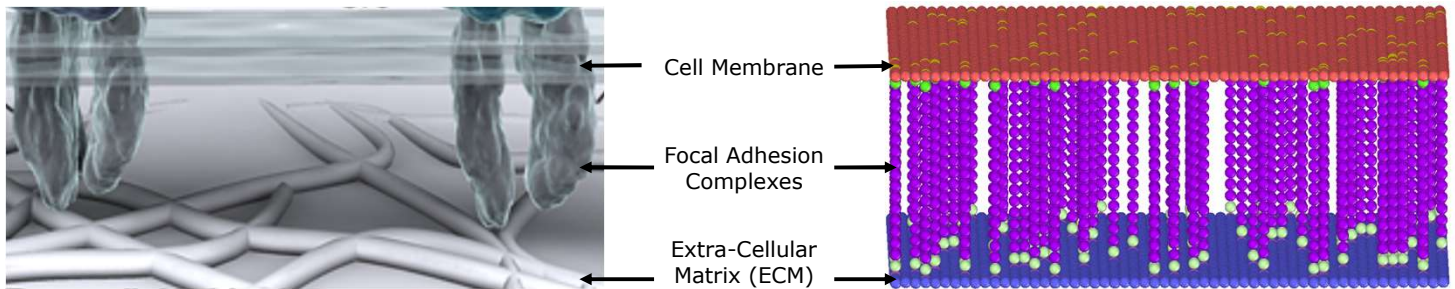 Cell Membrane
Focal Adhesion
Complexes
Extra-Cellular
Matrix (ECM)